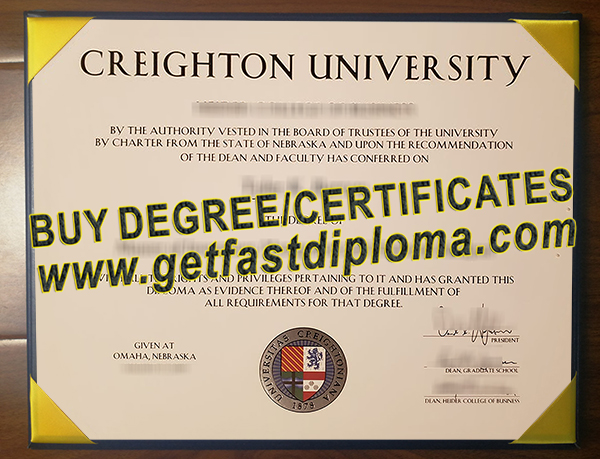 CREIGHTON UNIVERSITY
BY THE AUTHORITY VESTED IN THE BOARD OF TRUSTEES OF THE UNIVERSITY
BY CHARTER FROM THE STATE OF NEBRASKA AND UPON THE RECOMMENDATION
OF THE DEAN AND FACULTY HAS CONFERRED ON
BUY DEGREE/CERTIFICATES
THE DEGREE OF
www.getfastdiploma.com
RIGHTS AND PRIVILEGES PERTAINING TO IT AND HAS GRANTED THIS
DIPLOMA AS EVIDENCE THEREOF AND OF THE FULFILLMENT OF
ALL REQUIREMENTS FOR THAT DEGREE.
GIVEN AT
OMAHA, NEBRASKA
UNIVERSITAS CREIGHTONIANA
1878
PRESIDENT
DEAN, GRADUATE SCHOOL
DEAN, HEIDER COLLEGE OF BUSINESS